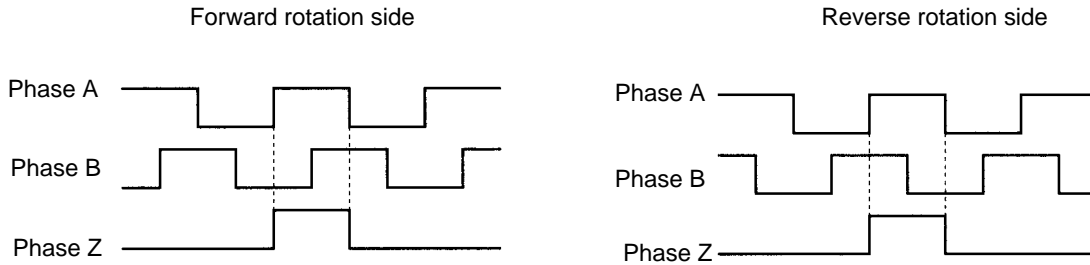 Forward rotation side
Phase A
Phase B
Phase Z
Reverse rotation side
Phase A
Phase B
Phase Z